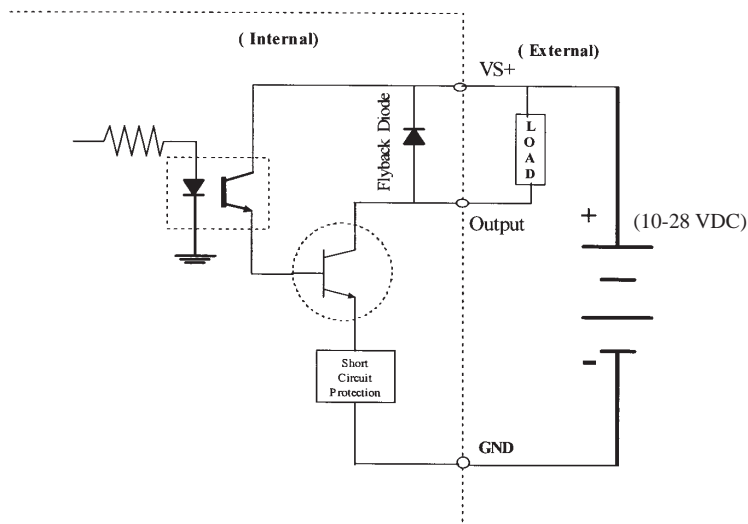 ( Internal)
( External)
VS+
Flyback Diode
L
O
A
D
Output
+
(10-28 VDC)
Short
Circuit
Protection
-
GND